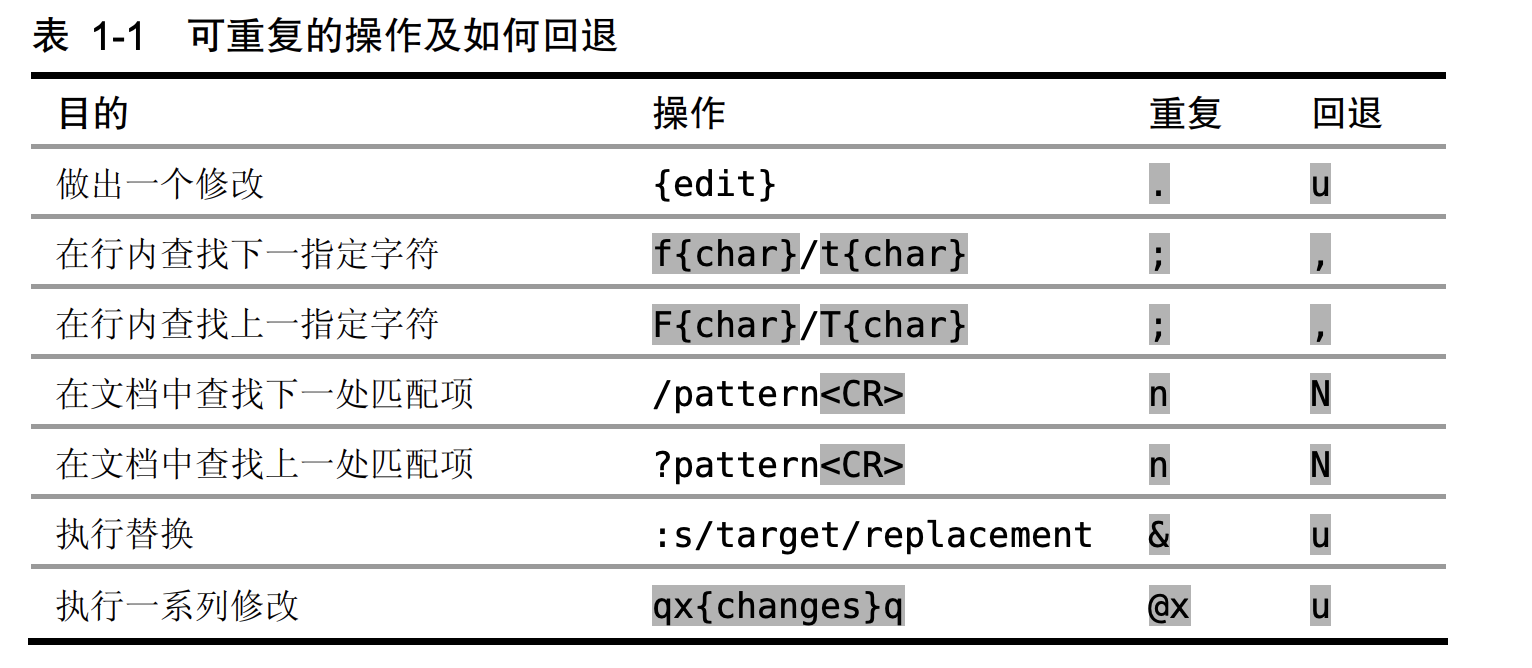 表 1-1 可重复的操作及如何回退
目的 操作 重复 回退
做出一个修改 {edit} . u
在行内查找下一指定字符 f{char}/t{char} ; ,
在行内查找上一指定字符 F{char}/T{char} ; ,
在文档中查找下一处匹配项 /pattern<CR> n N
在文档中查找上一处匹配项 ?pattern<CR> n N
执行替换 :s/target/replacement & u
执行一系列修改 qx{changes}q @x u